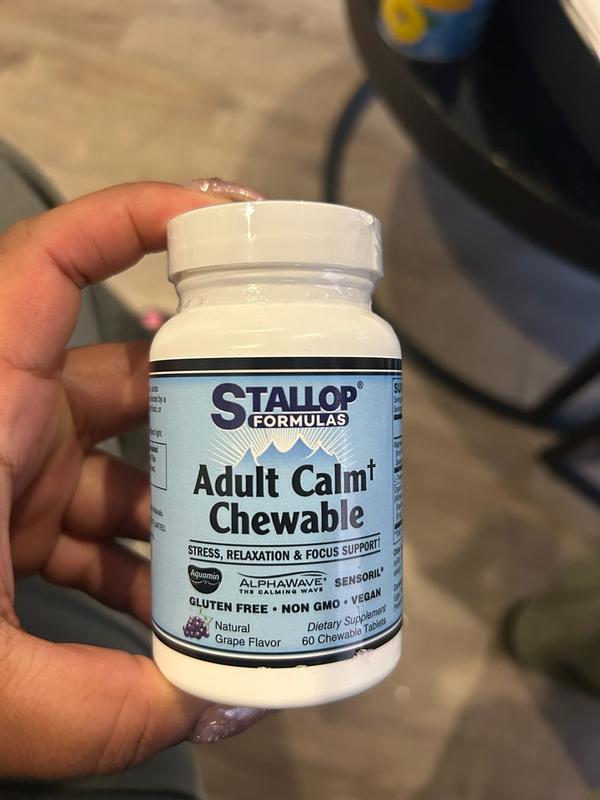 STALLOP®
FORMULAS
Adult Calm†
Chewable
STRESS, RELAXATION & FOCUS SUPPORT†
Aquamin
ALPHAWAVE®
THE CALMING WAVE
SENSORIL®
GLUTEN FREE • NON GMO • VEGAN
Natural
Grape Flavor
Dietary Supplement
60 Chewable Tablets